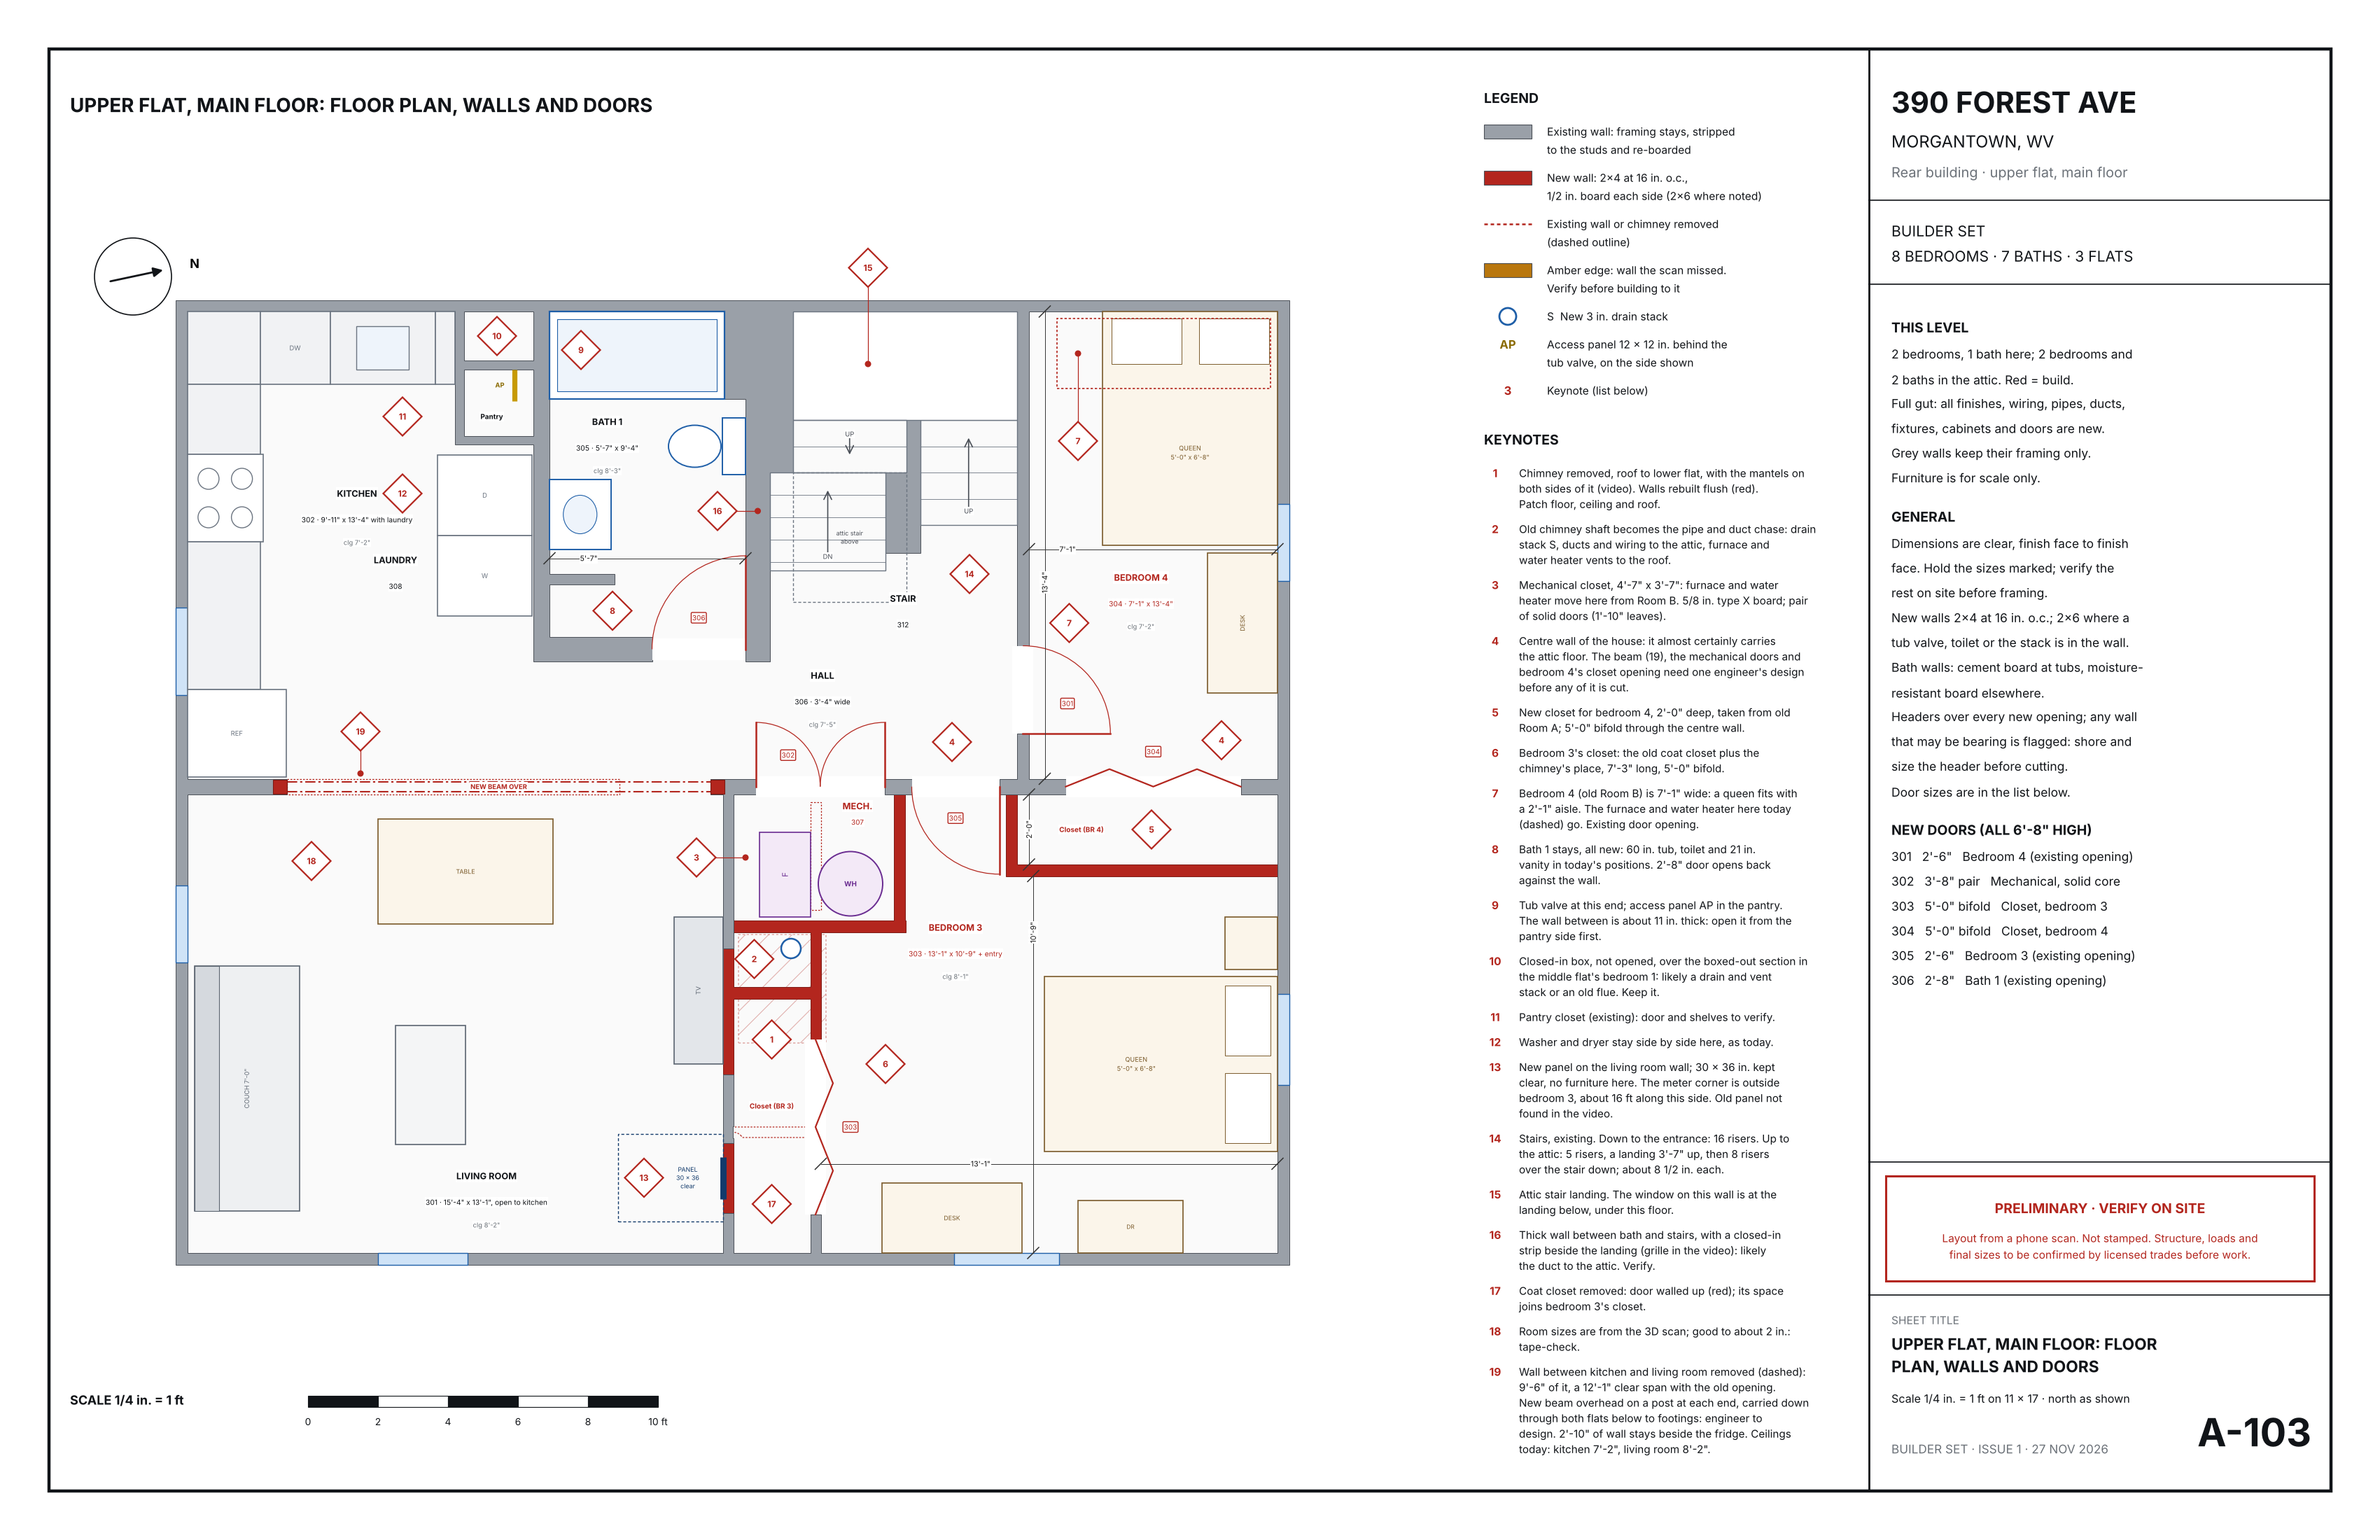 UPPER FLAT, MAIN FLOOR: FLOOR PLAN, WALLS AND DOORS
N
15
DW
10
9
AP
Pantry
11
BATH 1
305 · 5'-7" x 9'-4"
clg 8'-3"
UP
UP
7
QUEEN
5'-0" x 6'-8"
KITCHEN
12
302 · 9'-11" x 13'-4" with laundry
clg 7'-2"
LAUNDRY
308
D
W
16
attic stair
above
DN
5'-7"
7'-1"
14
13'-4"
BEDROOM 4
304 · 7'-1" x 13'-4"
clg 7'-2"
STAIR
312
8
306
7
DESK
HALL
306 · 3'-4" wide
clg 7'-5"
301
REF
19
302
4
304
4
NEW BEAM OVER
MECH.
307
305
2'-0"
Closet (BR 4)
5
18
TABLE
3
F
WH
BEDROOM 3
303 · 13'-1" x 10'-9" + entry
clg 8'-1"
10'-9"
2
TV
1
6
QUEEN
5'-0" x 6'-8"
COUCH 7'-0"
Closet (BR 3)
303
13'-1"
LIVING ROOM
301 · 15'-4" x 13'-1", open to kitchen
clg 8'-2"
13
PANEL
30 × 36
clear
17
DESK
DR
SCALE 1/4 in. = 1 ft
0 2 4 6 8 10 ft
LEGEND
Existing wall: framing stays, stripped
to the studs and re-boarded
New wall: 2×4 at 16 in. o.c.,
1/2 in. board each side (2×6 where noted)
Existing wall or chimney removed
(dashed outline)
Amber edge: wall the scan missed.
Verify before building to it
S New 3 in. drain stack
AP Access panel 12 × 12 in. behind the
tub valve, on the side shown
3 Keynote (list below)
KEYNOTES
1 Chimney removed, roof to lower flat, with the mantels on
both sides of it (video). Walls rebuilt flush (red).
Patch floor, ceiling and roof.
2 Old chimney shaft becomes the pipe and duct chase: drain
stack S, ducts and wiring to the attic, furnace and
water heater vents to the roof.
3 Mechanical closet, 4'-7" x 3'-7": furnace and water
heater move here from Room B. 5/8 in. type X board; pair
of solid doors (1'-10" leaves).
4 Centre wall of the house: it almost certainly carries
the attic floor. The beam (19), the mechanical doors and
bedroom 4's closet opening need one engineer's design
before any of it is cut.
5 New closet for bedroom 4, 2'-0" deep, taken from old
Room A; 5'-0" bifold through the centre wall.
6 Bedroom 3's closet: the old coat closet plus the
chimney's place, 7'-3" long, 5'-0" bifold.
7 Bedroom 4 (old Room B) is 7'-1" wide: a queen fits with
a 2'-1" aisle. The furnace and water heater here today
(dashed) go. Existing door opening.
8 Bath 1 stays, all new: 60 in. tub, toilet and 21 in.
vanity in today's positions. 2'-8" door opens back
against the wall.
9 Tub valve at this end; access panel AP in the pantry.
The wall between is about 11 in. thick: open it from the
pantry side first.
10 Closed-in box, not opened, over the boxed-out section in
the middle flat's bedroom 1: likely a drain and vent
stack or an old flue. Keep it.
11 Pantry closet (existing): door and shelves to verify.
12 Washer and dryer stay side by side here, as today.
13 New panel on the living room wall; 30 × 36 in. kept
clear, no furniture here. The meter corner is outside
bedroom 3, about 16 ft along this side. Old panel not
found in the video.
14 Stairs, existing. Down to the entrance: 16 risers. Up to
the attic: 5 risers, a landing 3'-7" up, then 8 risers
over the stair down; about 8 1/2 in. each.
15 Attic stair landing. The window on this wall is at the
landing below, under this floor.
16 Thick wall between bath and stairs, with a closed-in
strip beside the landing (grille in the video): likely
the duct to the attic. Verify.
17 Coat closet removed: door walled up (red); its space
joins bedroom 3's closet.
18 Room sizes are from the 3D scan; good to about 2 in.:
tape-check.
19 Wall between kitchen and living room removed (dashed):
9'-6" of it, a 12'-1" clear span with the old opening.
New beam overhead on a post at each end, carried down
through both flats below to footings: engineer to
design. 2'-10" of wall stays beside the fridge. Ceilings
today: kitchen 7'-2", living room 8'-2".
390 FOREST AVE
MORGANTOWN, WV
Rear building · upper flat, main floor
BUILDER SET
8 BEDROOMS · 7 BATHS · 3 FLATS
THIS LEVEL
2 bedrooms, 1 bath here; 2 bedrooms and
2 baths in the attic. Red = build.
Full gut: all finishes, wiring, pipes, ducts,
fixtures, cabinets and doors are new.
Grey walls keep their framing only.
Furniture is for scale only.
GENERAL
Dimensions are clear, finish face to finish
face. Hold the sizes marked; verify the
rest on site before framing.
New walls 2×4 at 16 in. o.c.; 2×6 where a
tub valve, toilet or the stack is in the wall.
Bath walls: cement board at tubs, moisture-
resistant board elsewhere.
Headers over every new opening; any wall
that may be bearing is flagged: shore and
size the header before cutting.
Door sizes are in the list below.
NEW DOORS (ALL 6'-8" HIGH)
301 2'-6" Bedroom 4 (existing opening)
302 3'-8" pair Mechanical, solid core
303 5'-0" bifold Closet, bedroom 3
304 5'-0" bifold Closet, bedroom 4
305 2'-6" Bedroom 3 (existing opening)
306 2'-8" Bath 1 (existing opening)
PRELIMINARY · VERIFY ON SITE
Layout from a phone scan. Not stamped. Structure, loads and
final sizes to be confirmed by licensed trades before work.
SHEET TITLE
UPPER FLAT, MAIN FLOOR: FLOOR
PLAN, WALLS AND DOORS
Scale 1/4 in. = 1 ft on 11 × 17 · north as shown
BUILDER SET · ISSUE 1 · 27 NOV 2026
A-103